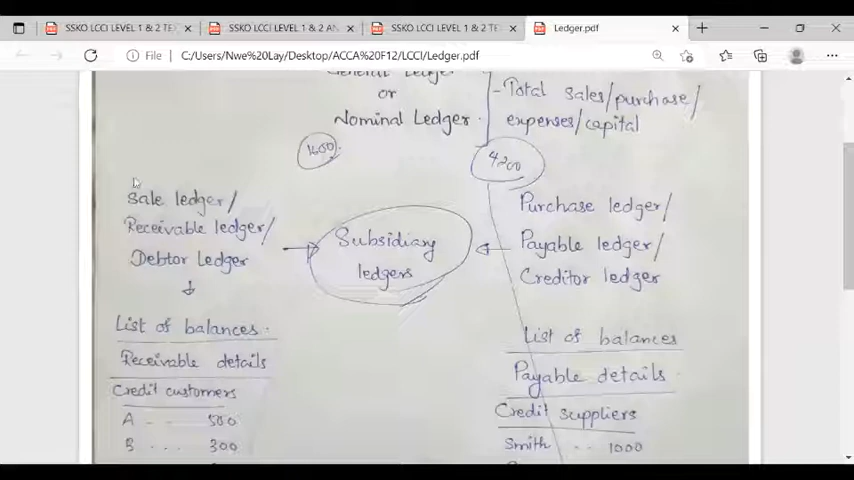 SSKO LCCI LEVEL 1 & 2 TE
SSKO LCCI LEVEL 1 & 2 AN
SSKO LCCI LEVEL 1 & 2 TE
Ledger.pdf
File
C:/Users/Nwe%20Lay/Desktop/ACCA%20F12/LCCI/Ledger.pdf
General Ledger
or
Nominal Ledger
- Total sales/purchase/
expenses/capital
1600
4200
Sale ledger/
Receivable ledger/
Debtor Ledger
Subsidiary
ledgers
Purchase ledger/
Payable ledger/
Creditor ledger
List of balances
Receivable details
Credit customers
A - - 500
B - - - 300
List of balances
Payable details
Credit suppliers
Smith - - 1000